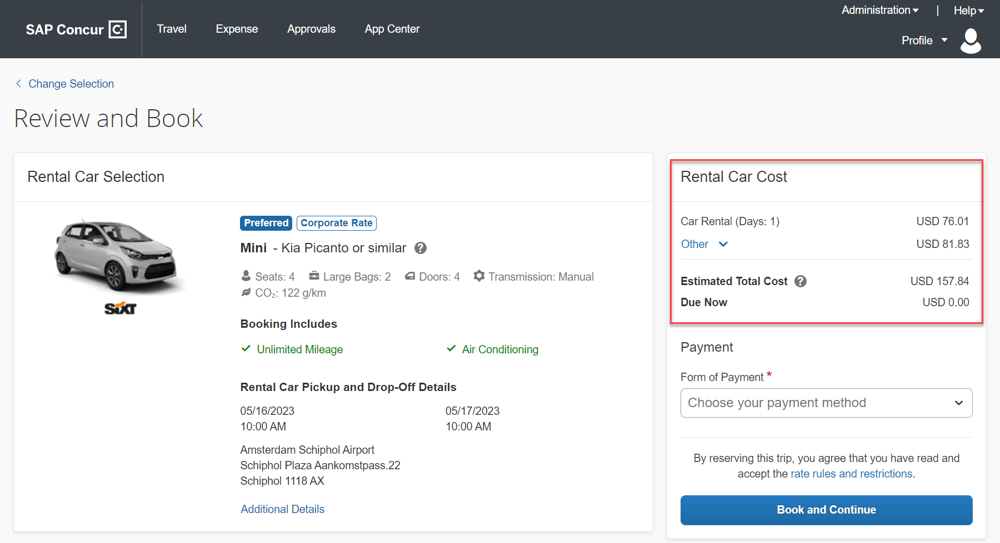 SAP Concur C
Travel
Expense
Approvals
App Center
Administration
|
Help
Profile
Change Selection
Review and Book
Rental Car Selection
SIXT
Preferred
Corporate Rate
Mini - Kia Picanto or similar ?
Seats: 4 Large Bags: 2 Doors: 4 Transmission: Manual
CO₂: 122 g/km
Booking Includes
Unlimited Mileage
Air Conditioning
Rental Car Pickup and Drop-Off Details
05/16/2023
10:00 AM
05/17/2023
10:00 AM
Amsterdam Schiphol Airport
Schiphol Plaza Aankomstpass.22
Schiphol 1118 AX
Additional Details
Rental Car Cost
Car Rental (Days: 1) USD 76.01
Other USD 81.83
Estimated Total Cost ? USD 157.84
Due Now USD 0.00
Payment
Form of Payment *
Choose your payment method
By reserving this trip, you agree that you have read and
accept the rate rules and restrictions.
Book and Continue